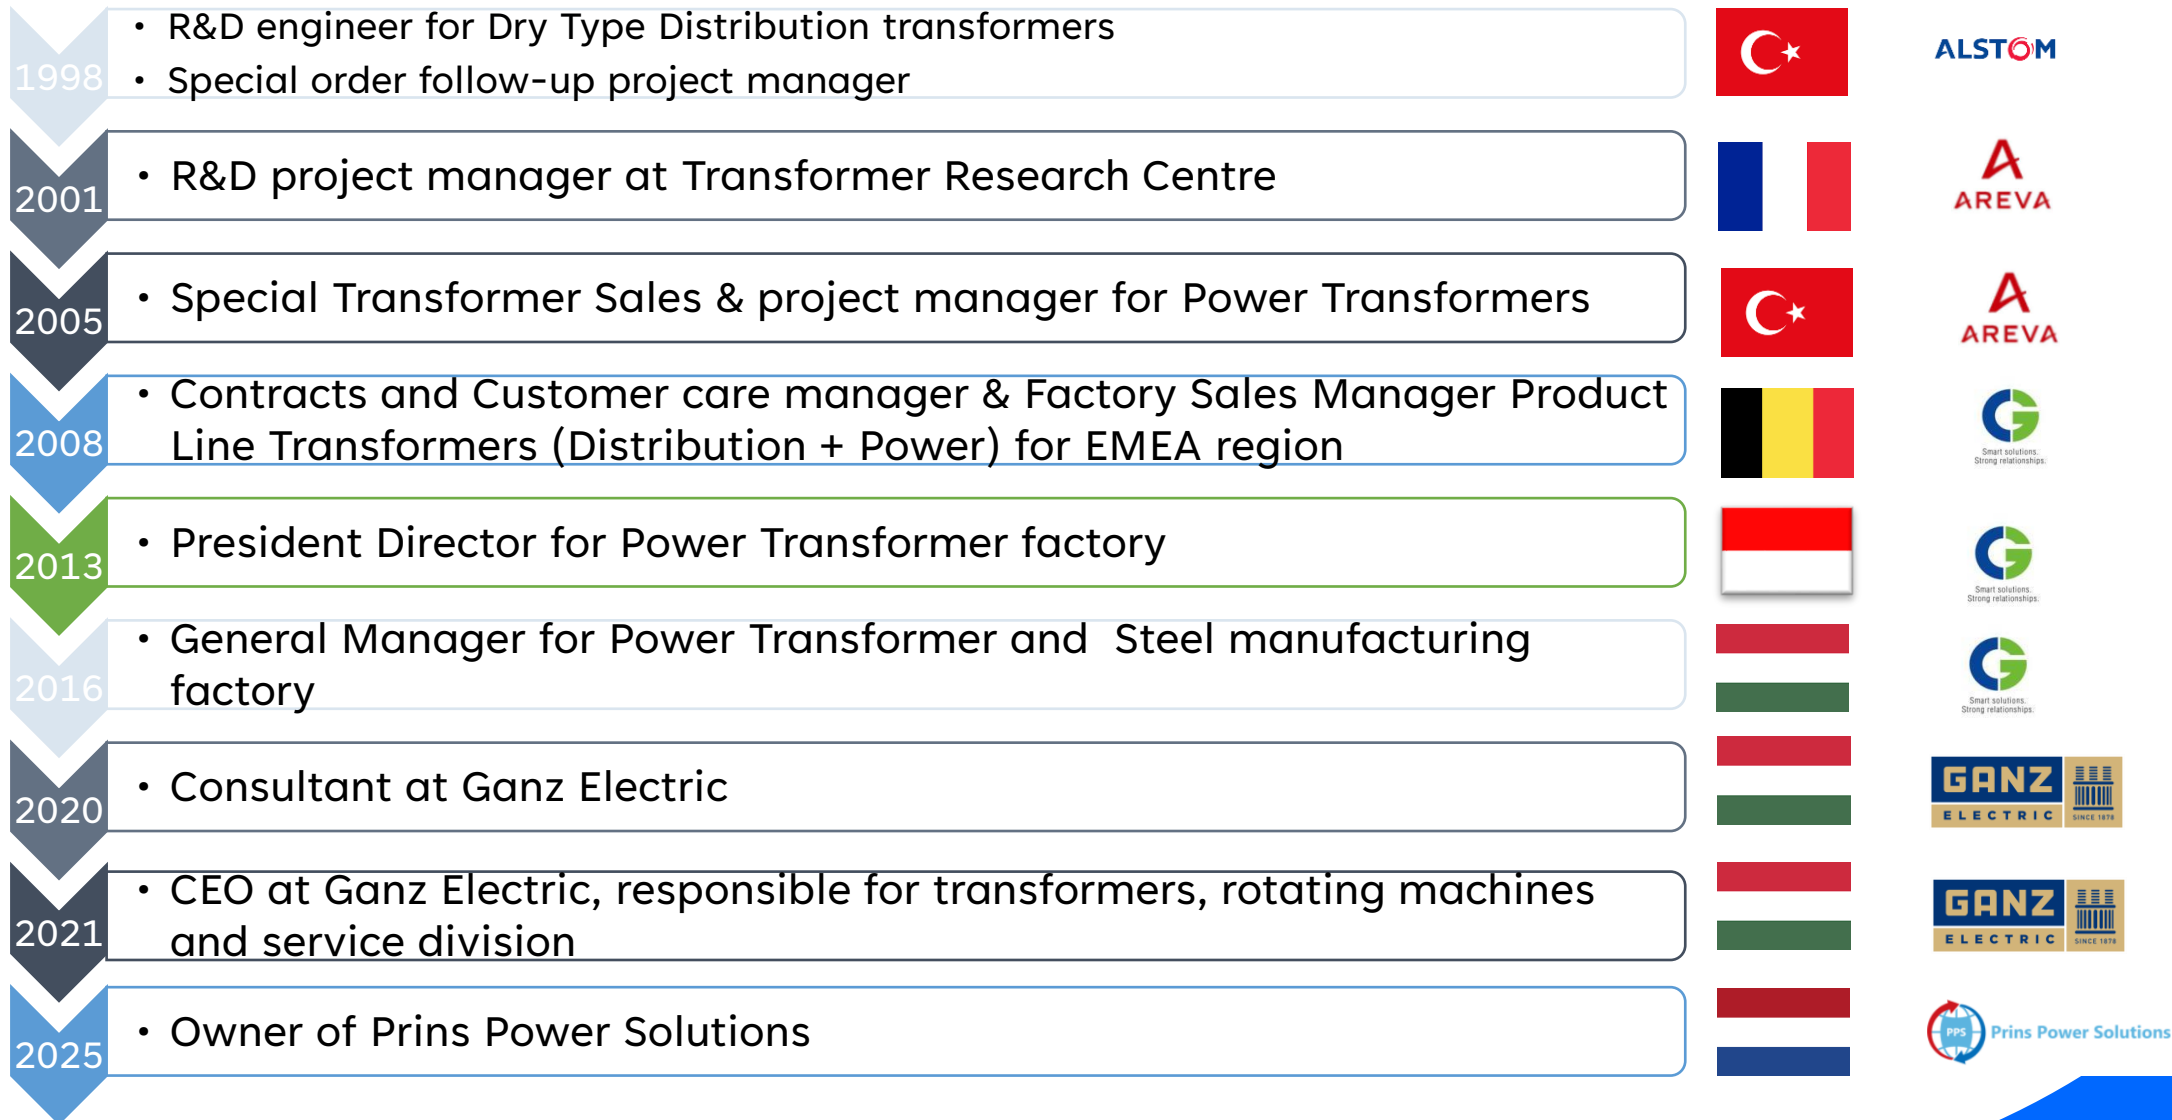 1998
• R&D engineer for Dry Type Distribution transformers
• Special order follow-up project manager
ALSTOM
2001
• R&D project manager at Transformer Research Centre
AREVA
2005
• Special Transformer Sales & project manager for Power Transformers
AREVA
2008
• Contracts and Customer care manager & Factory Sales Manager Product
Line Transformers (Distribution + Power) for EMEA region
Smart solutions.
Strong relationships.
2013
• President Director for Power Transformer factory
Smart solutions.
Strong relationships.
2016
• General Manager for Power Transformer and  Steel manufacturing
factory
Smart solutions.
Strong relationships.
2020
• Consultant at Ganz Electric
GANZ
ELECTRIC
SINCE 1878
2021
• CEO at Ganz Electric, responsible for transformers, rotating machines
and service division
GANZ
ELECTRIC
SINCE 1878
2025
• Owner of Prins Power Solutions
PPS
Prins Power Solutions